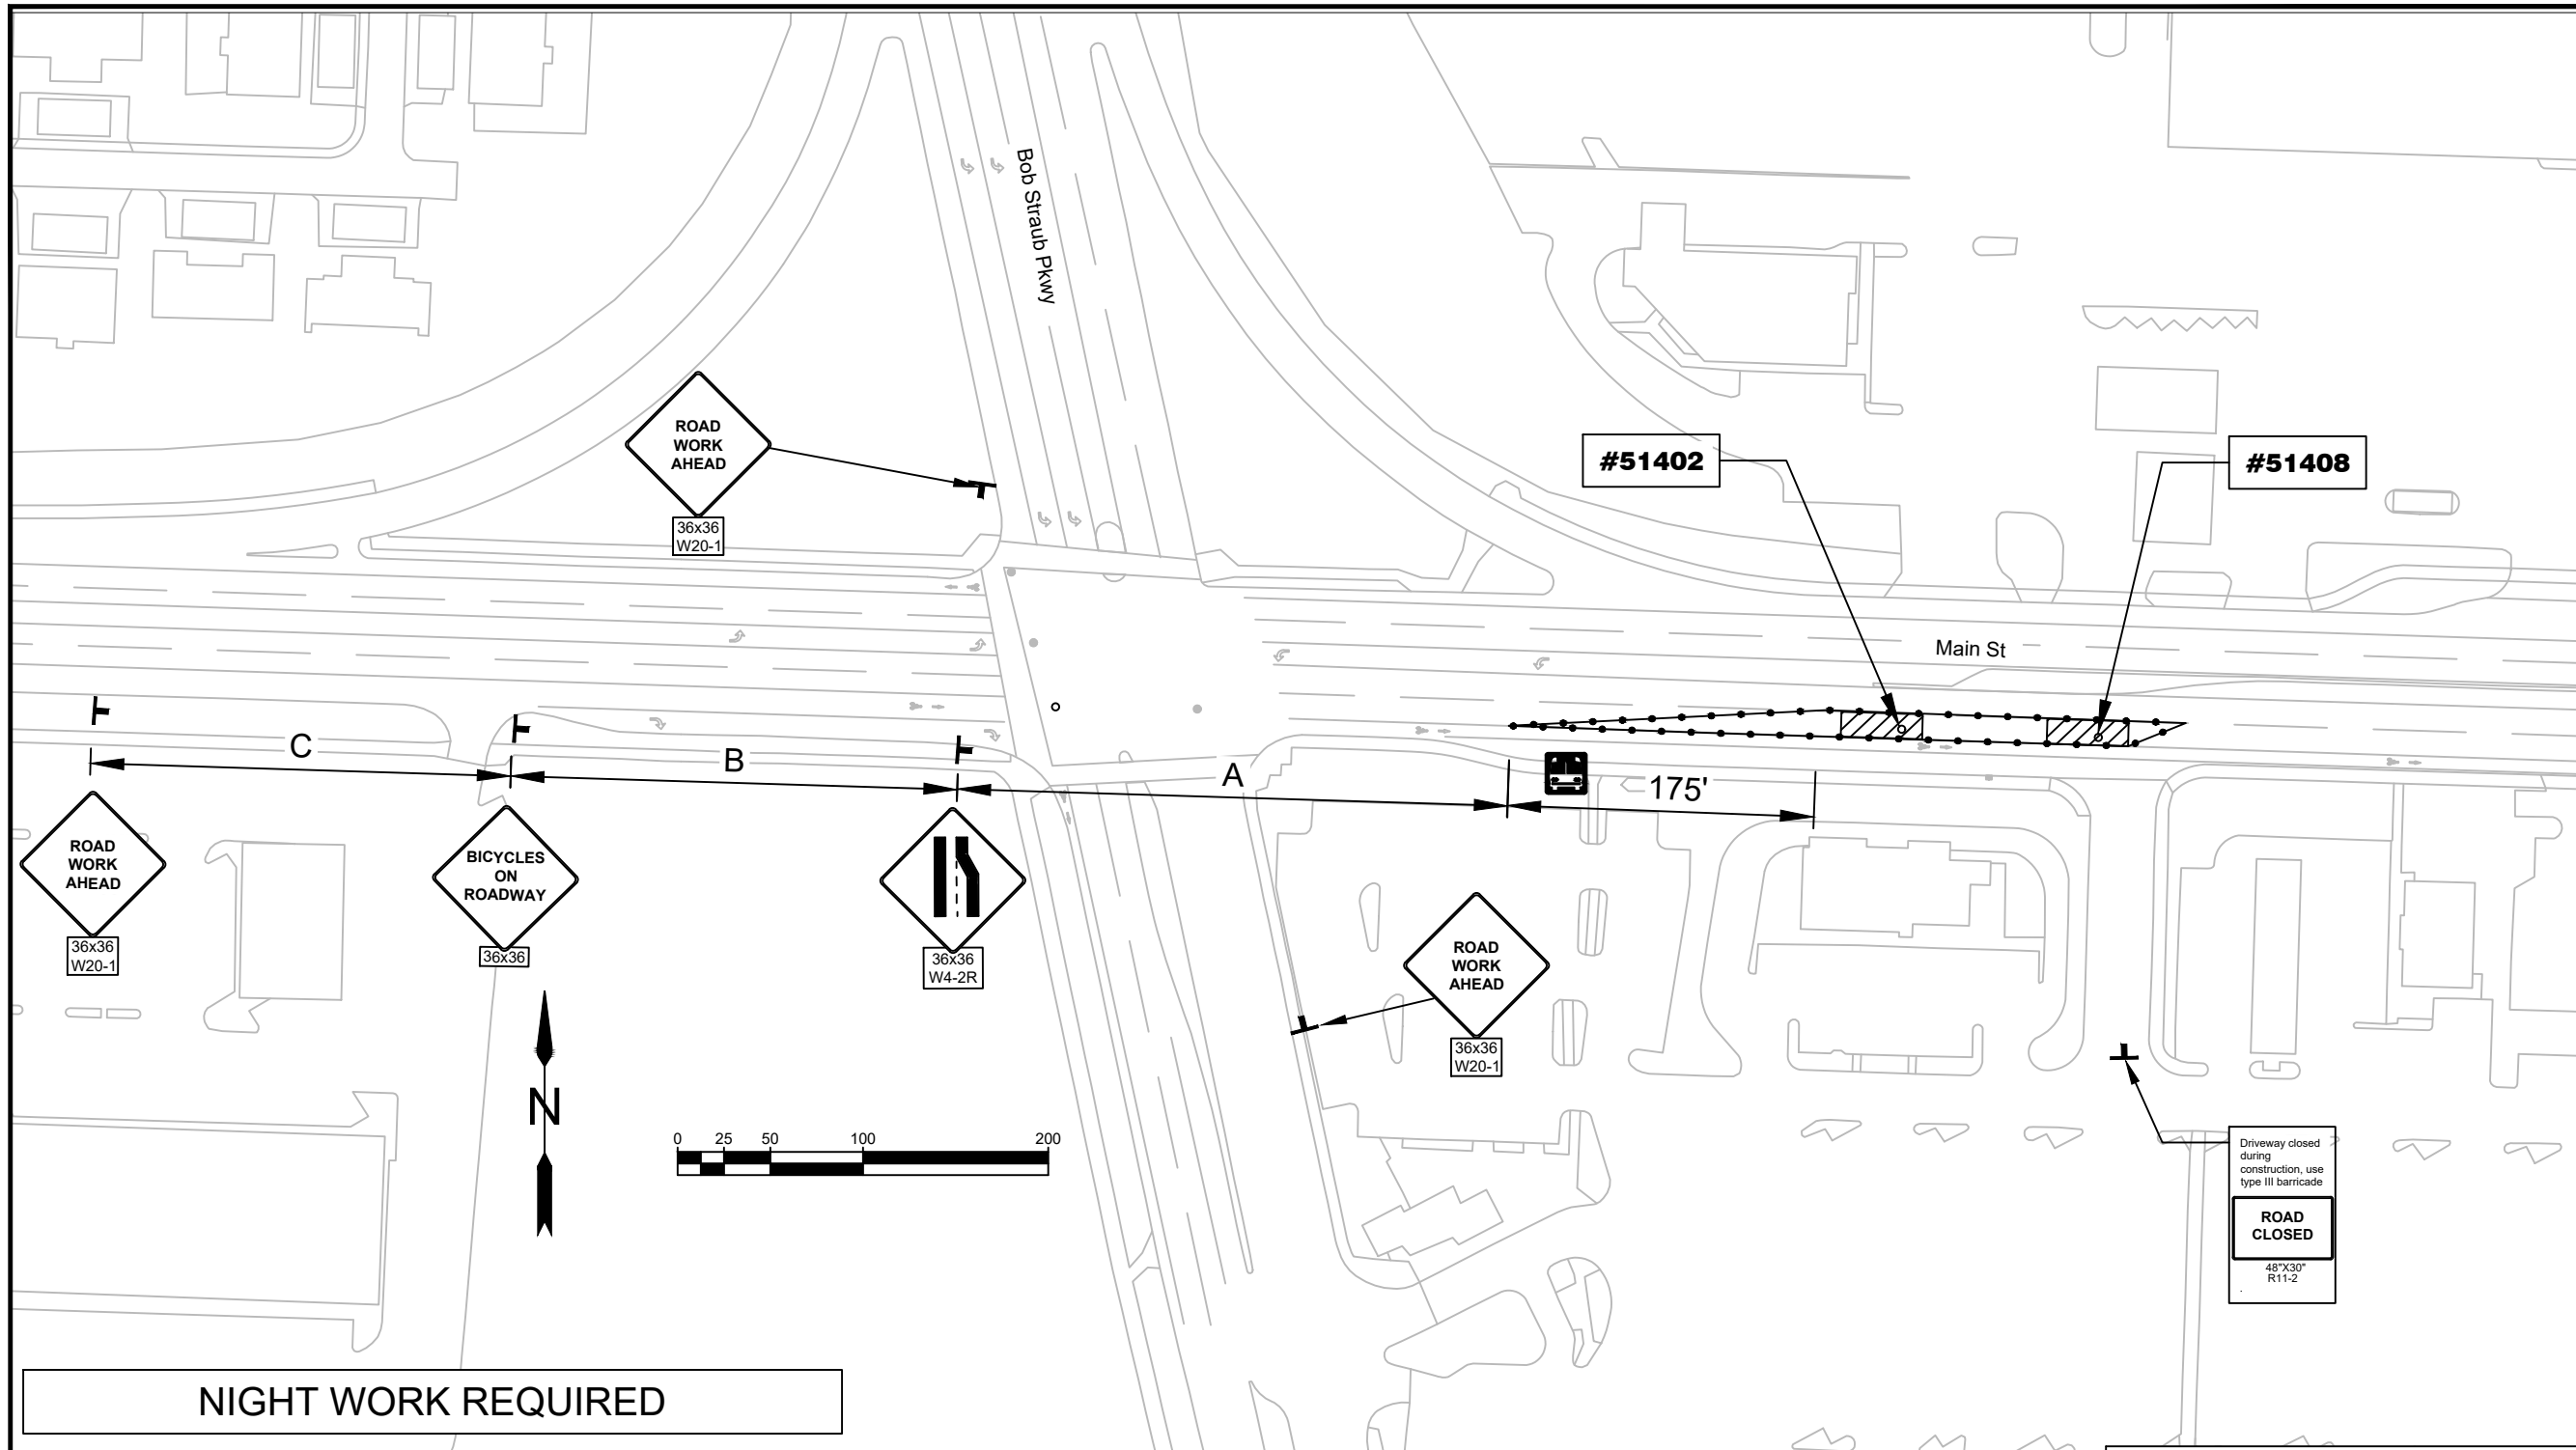 Bob Straub Pkwy
ROAD
WORK
AHEAD
36x36
W20-1
#51402
#51408
Main St
C
B
A
175'
ROAD
WORK
AHEAD
36x36
W20-1
BICYCLES
ON
ROADWAY
36x36
36x36
W4-2R
ROAD
WORK
AHEAD
36x36
W20-1
N
0 25 50 100 200
Driveway closed
during
construction, use
type III barricade
ROAD
CLOSED
48"X30"
R11-2
.
NIGHT WORK REQUIRED